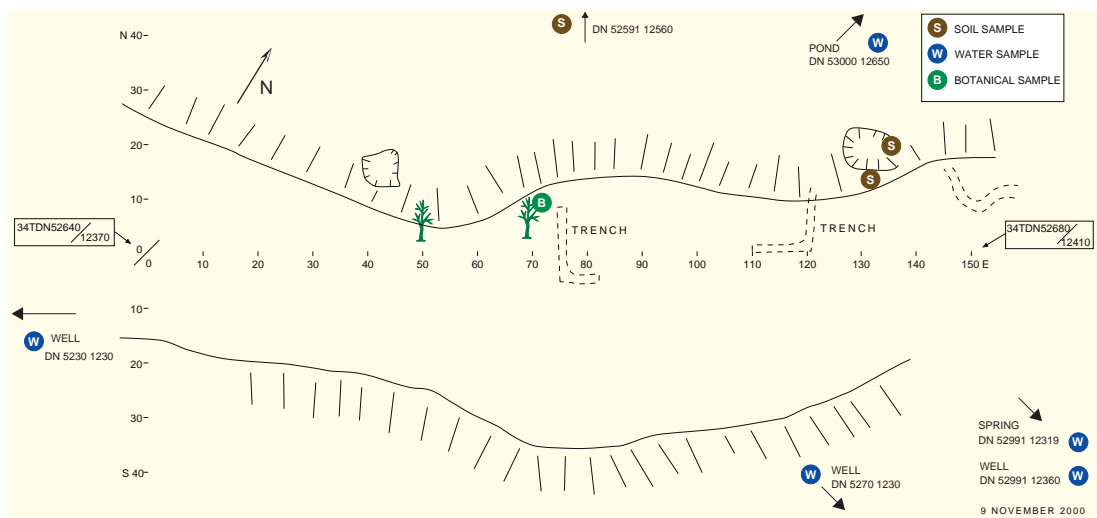 N 40
S
DN 52591 12560
POND
DN 53000 12650
W
S SOIL SAMPLE
W WATER SAMPLE
B BOTANICAL SAMPLE
N
30
20
S
S
10
B
34TDN52640
12370
TRENCH
TRENCH
34TDN52680
12410
0
0 10 20 30 40 50 60 70 80 90 100 110 120 130 140 150 E
10
W WELL
DN 5230 1230
20
30
SPRING
DN 52991 12319 W
S 40
W WELL
DN 5270 1230
WELL
DN 52991 12360 W
9 NOVEMBER 2000